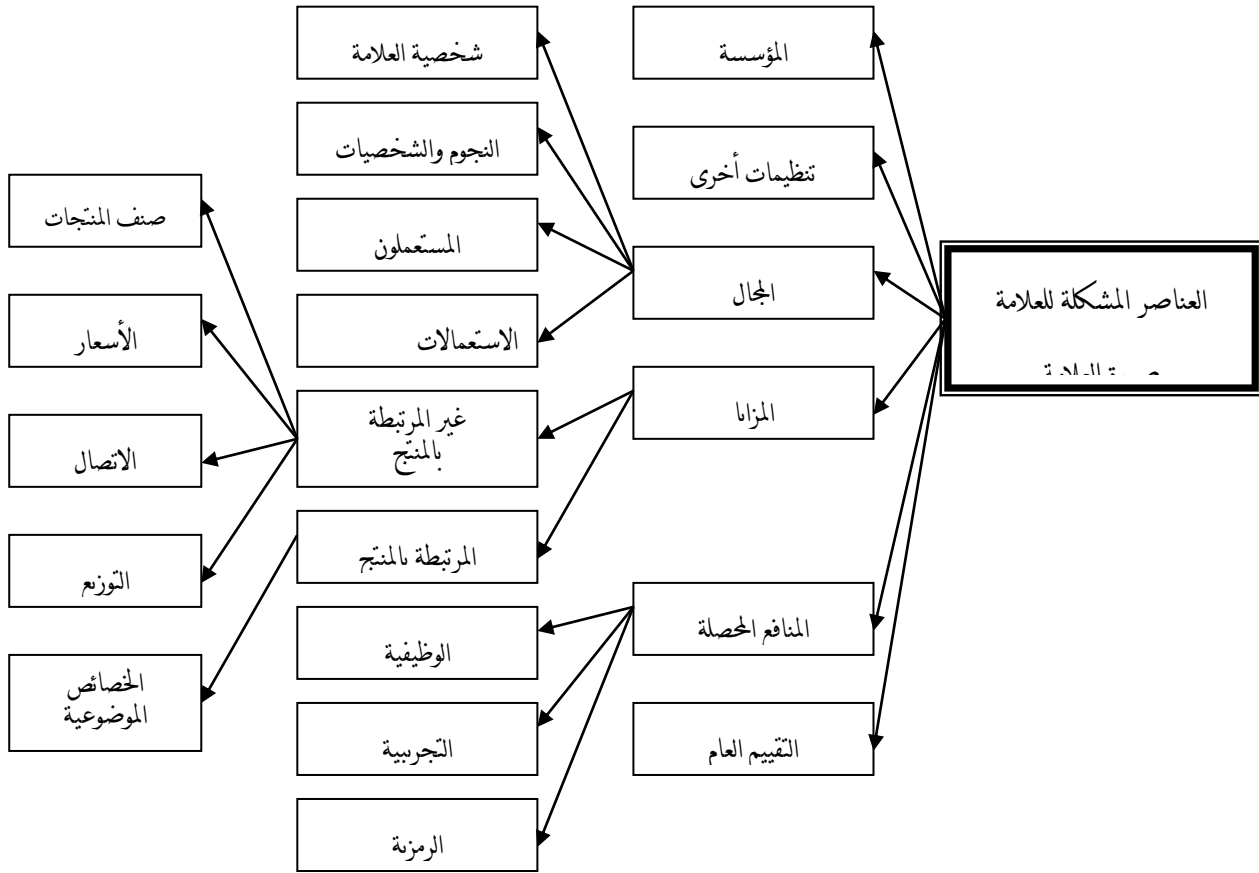 العناصر المشكلة للعلامة
المؤسسة
تنظيمات أخرى
المجال
المزايا
المنافع المحصلة
التقييم العام
شخصية العلامة
النجوم والشخصيات
المستعملون
الاستعمالات
غير المرتبطة
بالمنتج
المرتبطة بالمنتج
الوظيفية
التجريبية
الرمزية
صنف المنتجات
الأسعار
الاتصال
التوزيع
الخصائص
الموضوعية